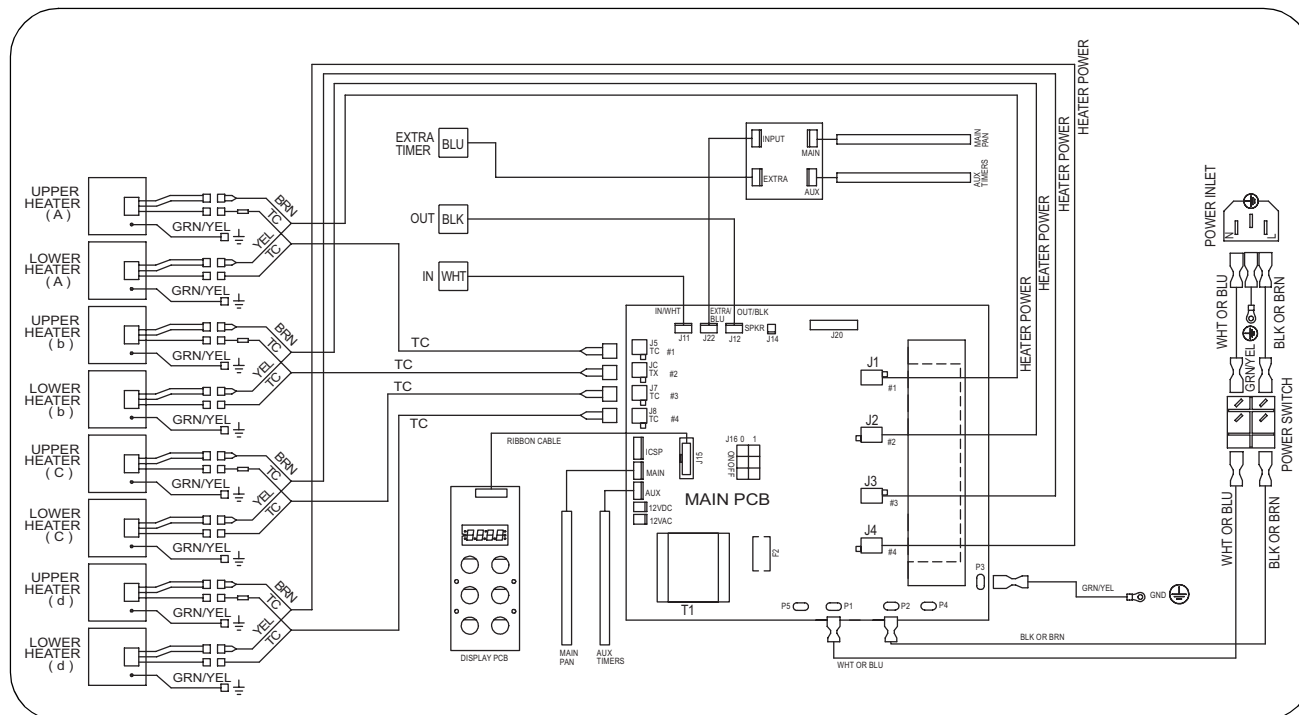 UPPER
HEATER
( A )
BRN
TC
GRN/YEL
LOWER
HEATER
( A )
YEL
TC
GRN/YEL
UPPER
HEATER
( b )
BRN
TC
GRN/YEL
LOWER
HEATER
( b )
YEL
TC
GRN/YEL
UPPER
HEATER
( C )
BRN
TC
GRN/YEL
LOWER
HEATER
( C )
YEL
TC
GRN/YEL
UPPER
HEATER
( d )
BRN
TC
GRN/YEL
LOWER
HEATER
( d )
YEL
TC
GRN/YEL
EXTRA
TIMER
BLU
OUT
BLK
IN
WHT
TC
TC
TC
TC
INPUT
MAIN
EXTRA
AUX
MAIN
PAN
AUX
TIMERS
HEATER POWER
HEATER POWER
HEATER POWER
HEATER POWER
IN/WHT
EXTRA/
BLU
OUT/BLK
J11
J22
J12
SPKR
J14
J20
J5
TC
#1
JC
TX
#2
J7
TC
#3
J8
TC
#4
RIBBON CABLE
ICSP
MAIN
AUX
12VDC
12VAC
J15
J16 0 1
ONOFF
MAIN PCB
T1
F2
J1
#1
J2
#2
J3
#3
J4
#4
P5
P1
P2
P4
P3
GRN/YEL
GND
8.8.8.8.
DISPLAY PCB
MAIN
PAN
AUX
TIMERS
WHT OR BLU
BLK OR BRN
POWER INLET
N
L
WHT OR BLU
GRN/YEL
BLK OR BRN
POWER SWITCH
WHT OR BLU
BLK OR BRN